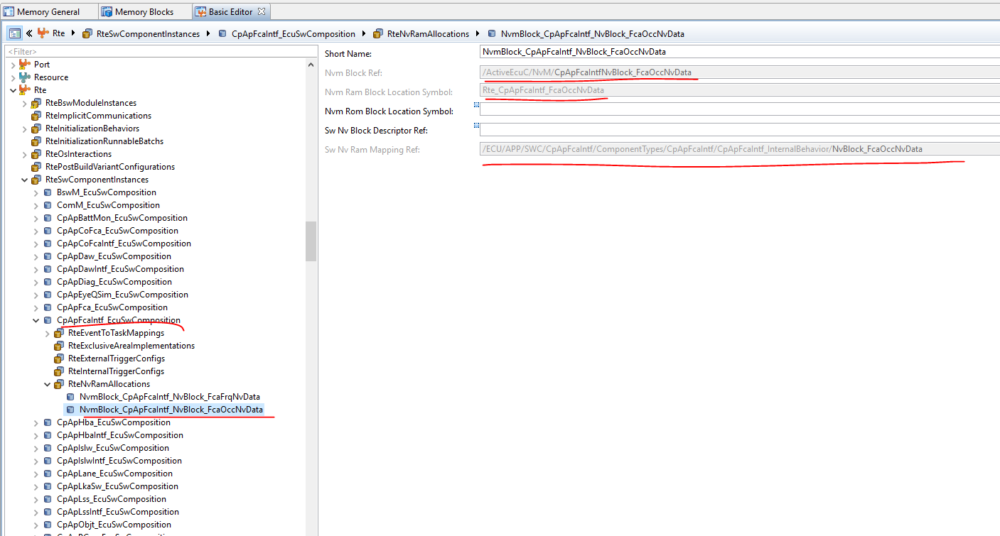 Memory General Memory Blocks Basic Editor
Rte RteSwComponentInstances CpApFcaIntf_EcuSwComposition RteNvRamAllocations NvmBlock_CpApFcaIntf_NvBlock_FcaOccNvData
<Filter>
Port
Resource
Rte
RteBswModuleInstances
RteImplicitCommunications
RteInitializationBehaviors
RteInitializationRunnableBatchs
RteOsInteractions
RtePostBuildVariantConfigurations
RteSwComponentInstances
BswM_EcuSwComposition
ComM_EcuSwComposition
CpApBattMon_EcuSwComposition
CpApCoFca_EcuSwComposition
CpApCoFcaIntf_EcuSwComposition
CpApDaw_EcuSwComposition
CpApDawIntf_EcuSwComposition
CpApDiag_EcuSwComposition
CpApEyeQSim_EcuSwComposition
CpApFca_EcuSwComposition
CpApFcaIntf_EcuSwComposition
RteEventToTaskMappings
RteExclusiveAreaImplementations
RteExternalTriggerConfigs
RteInternalTriggerConfigs
RteNvRamAllocations
NvmBlock_CpApFcaIntf_NvBlock_FcaFrqNvData
NvmBlock_CpApFcaIntf_NvBlock_FcaOccNvData
CpApHba_EcuSwComposition
CpApHbaIntf_EcuSwComposition
CpApIslw_EcuSwComposition
CpApIslwIntf_EcuSwComposition
CpApLane_EcuSwComposition
CpApLkaSw_EcuSwComposition
CpApLss_EcuSwComposition
CpApLssIntf_EcuSwComposition
CpApObjt_EcuSwComposition
Short Name: NvmBlock_CpApFcaIntf_NvBlock_FcaOccNvData
Nvm Block Ref: /ActiveEcuC/NvM/CpApFcaIntfNvBlock_FcaOccNvData
Nvm Ram Block Location Symbol: Rte_CpApFcaIntf_FcaOccNvData
Nvm Rom Block Location Symbol:
Sw Nv Block Descriptor Ref:
Sw Nv Ram Mapping Ref: /ECU/APP/SWC/CpApFcaIntf/ComponentTypes/CpApFcaIntf/CpApFcaIntf_InternalBehavior/NvBlock_FcaOccNvData